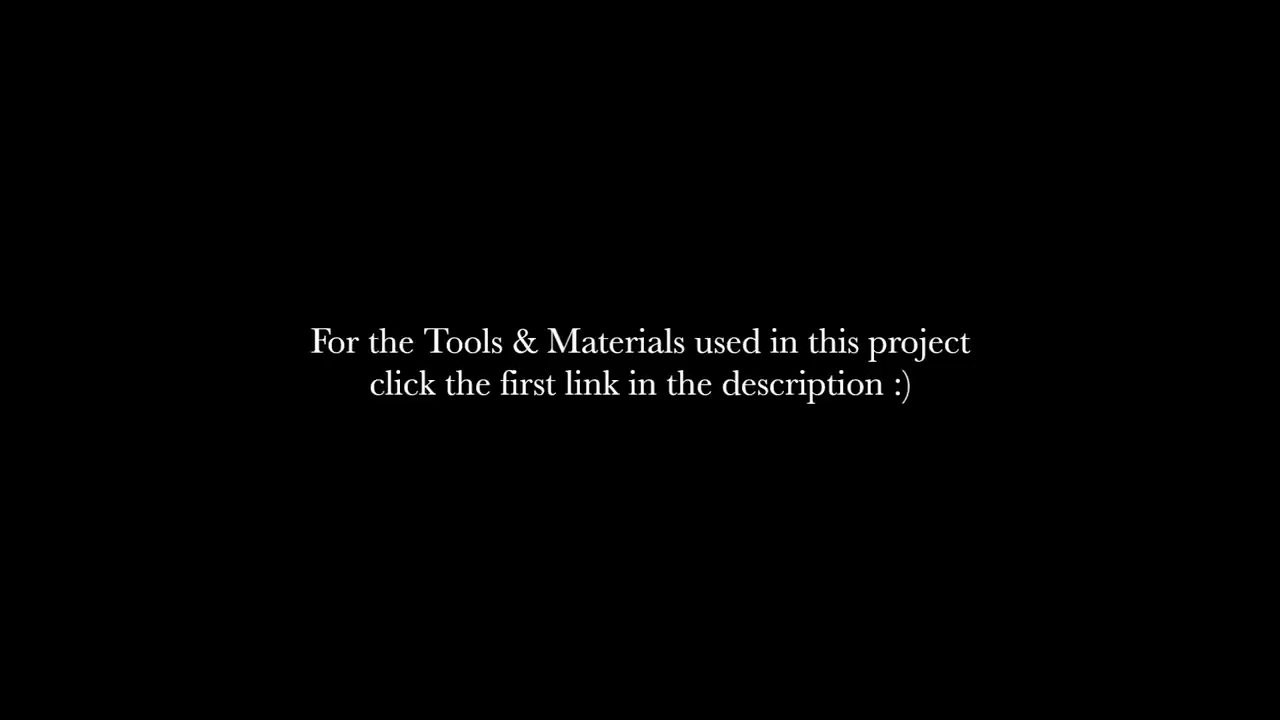 For the Tools & Materials used in this project
click the first link in the description :)